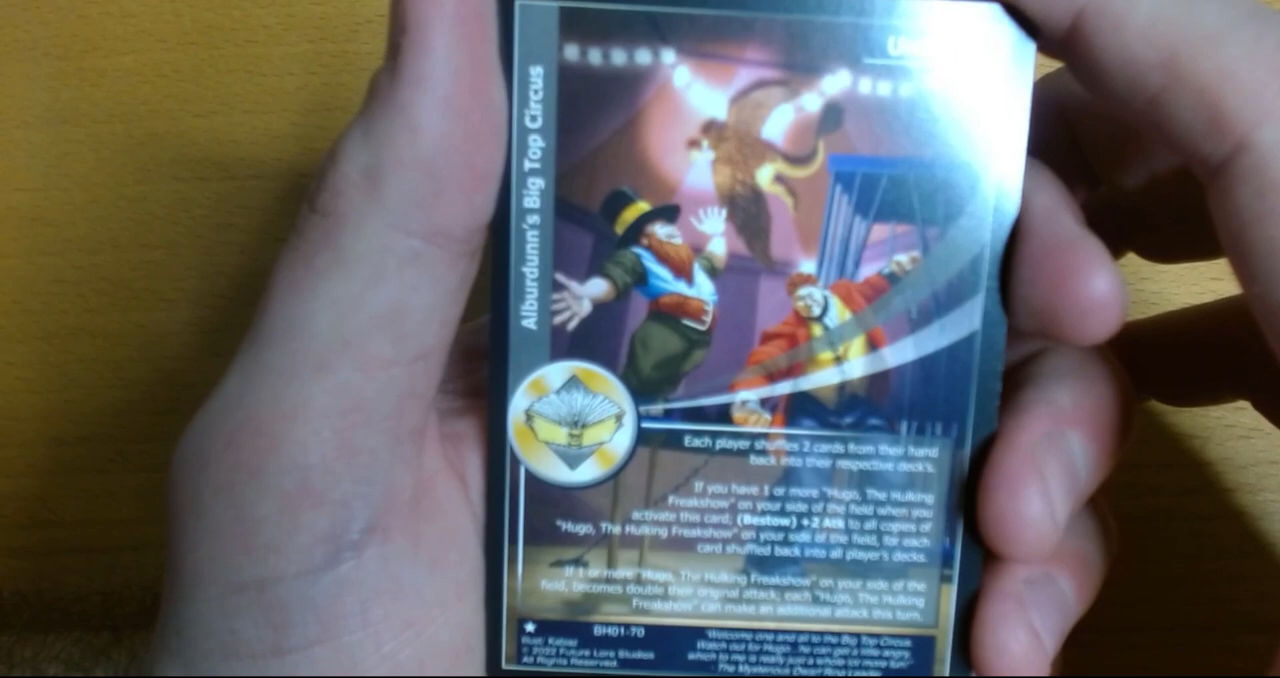 Alburdunn's Big Top Circus
Each player shuffles 2 cards from their hand
back into their respective deck's.
If you have 1 or more "Hugo, The Hulking
Freakshow" on your side of the field when you
activate this card, (Bestow) +2 Atk to all copies of
"Hugo, The Hulking Freakshow" on your side of the field, for each
card shuffled back into all player's decks.
If 1 or more "Hugo, The Hulking Freakshow" on your side of the
field, becomes double their original attack; each "Hugo, The Hulking
Freakshow" can make an additional attack this turn.
BH01-70
Illust:
© 2022 Future Lore Studios
All Rights Reserved.
"Welcome one and all to the Big Top Circus.
Watch out for Hugo... he can get a little angry,
which to me is really just a whole lot more fun!"
- The Mysterious Dwarf Ring Leader